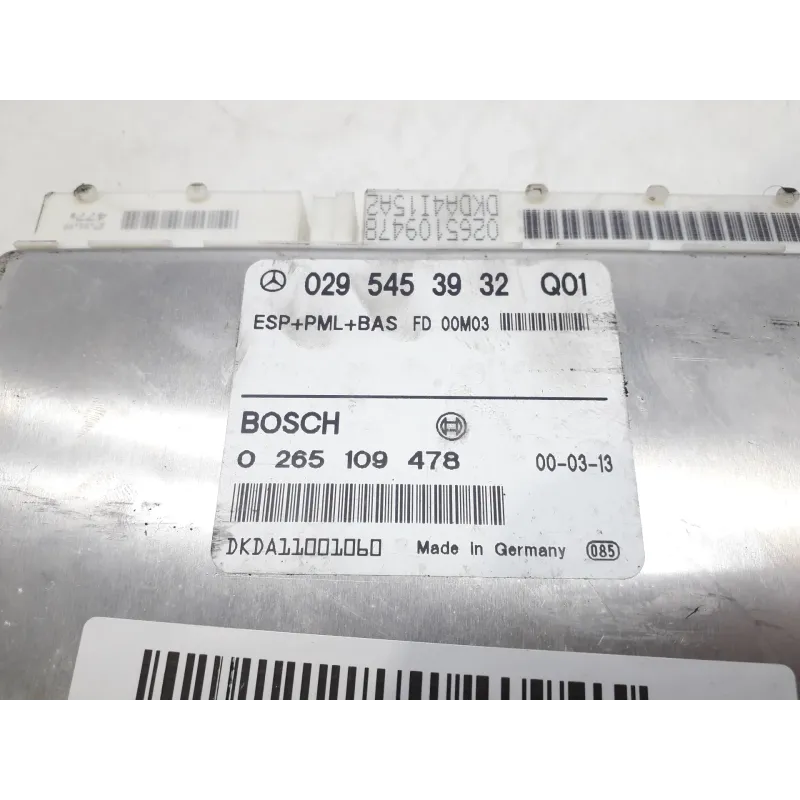 0265109478
DKDA4I15A2
029 545 39 32 Q01
ESP+PML+BAS FD 00M03
BOSCH
0 265 109 478 00-03-13
DKDA11001060 Made in Germany 085